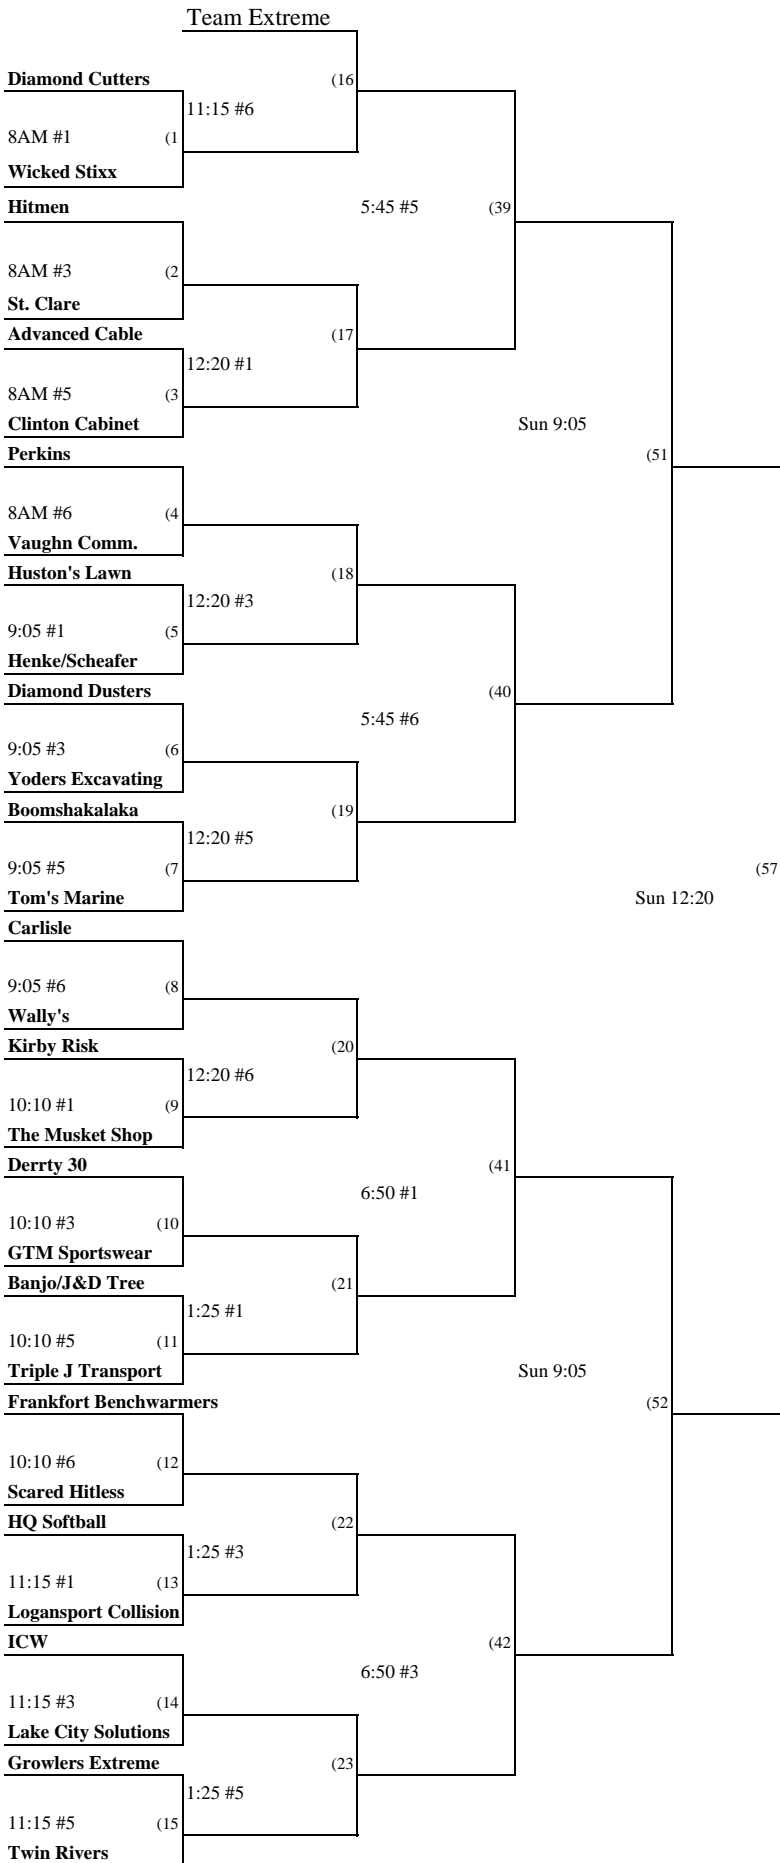 Team Extreme
Diamond Cutters (16
11:15 #6
8AM #1 (1
Wicked Stixx
Hitmen 5:45 #5 (39
8AM #3 (2
St. Clare
Advanced Cable (17
12:20 #1
8AM #5 (3
Clinton Cabinet Sun 9:05
Perkins (51
8AM #6 (4
Vaughn Comm.
Huston's Lawn (18
12:20 #3
9:05 #1 (5
Henke/Scheafer
Diamond Dusters (40
5:45 #6
9:05 #3 (6
Yoders Excavating
Boomshakalaka (19
12:20 #5
9:05 #5 (7 (57
Tom's Marine Sun 12:20
Carlisle
9:05 #6 (8
Wally's
Kirby Risk (20
12:20 #6
10:10 #1 (9
The Musket Shop
Derrty 30 (41
6:50 #1
10:10 #3 (10
GTM Sportswear
Banjo/J&D Tree (21
1:25 #1
10:10 #5 (11
Triple J Transport Sun 9:05
Frankfort Benchwarmers (52
10:10 #6 (12
Scared Hitless
HQ Softball (22
1:25 #3
11:15 #1 (13
Logansport Collision
ICW (42
6:50 #3
11:15 #3 (14
Lake City Solutions
Growlers Extreme (23
1:25 #5
11:15 #5 (15
Twin Rivers